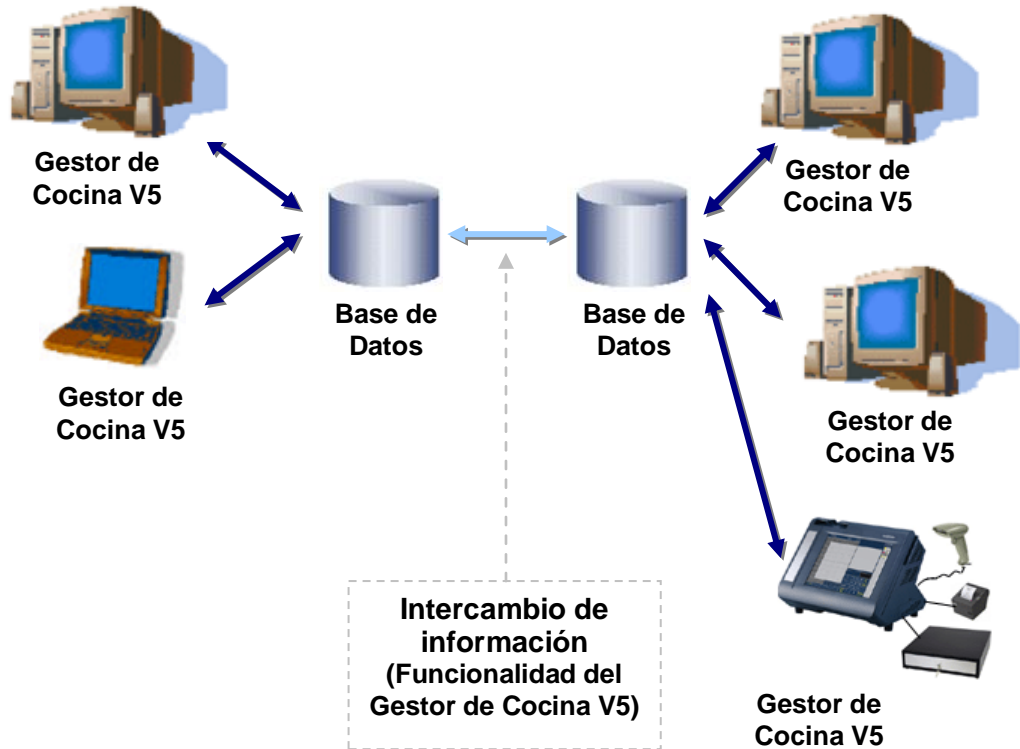 Gestor de
Cocina V5
Gestor de
Cocina V5
Base de
Datos
Base de
Datos
Gestor de
Cocina V5
Gestor de
Cocina V5
Intercambio de
información
(Funcionalidad del
Gestor de Cocina V5)
Gestor de
Cocina V5